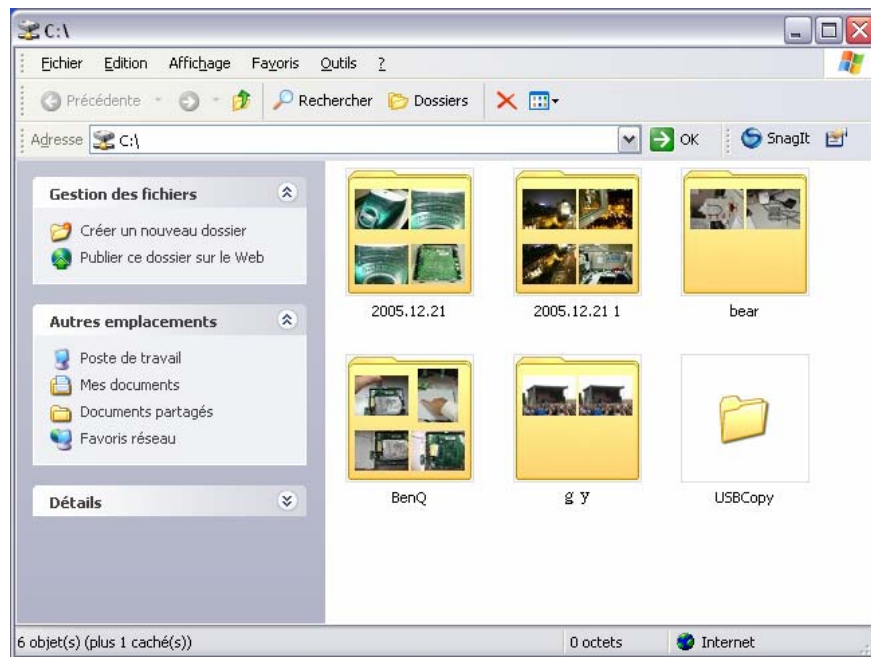 C:\
Fichier Edition Affichage Favoris Outils ?
Précédente Rechercher Dossiers
Adresse C:\ OK SnagIt
Gestion des fichiers
Créer un nouveau dossier
Publier ce dossier sur le Web
Autres emplacements
Poste de travail
Mes documents
Documents partagés
Favoris réseau
Détails
2005.12.21 2005.12.21 1 bear
BenQ g y USBCopy
6 objet(s) (plus 1 caché(s)) 0 octets Internet